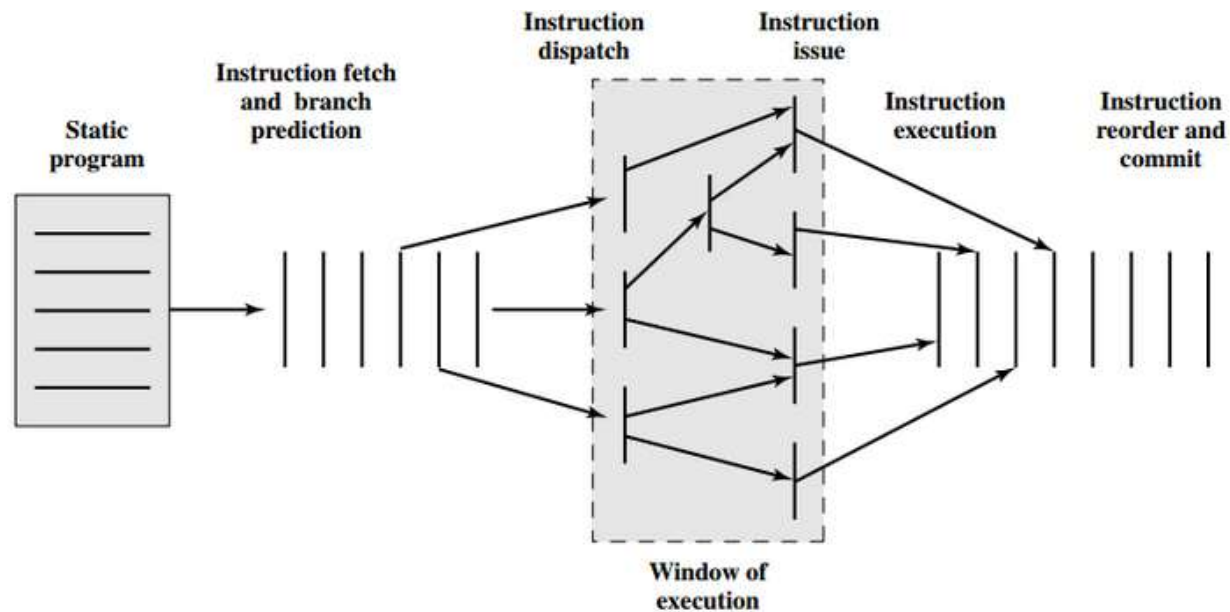 Static
program
Instruction fetch
and branch
prediction
Instruction
dispatch
Instruction
issue
Instruction
execution
Instruction
reorder and
commit
Window of
execution